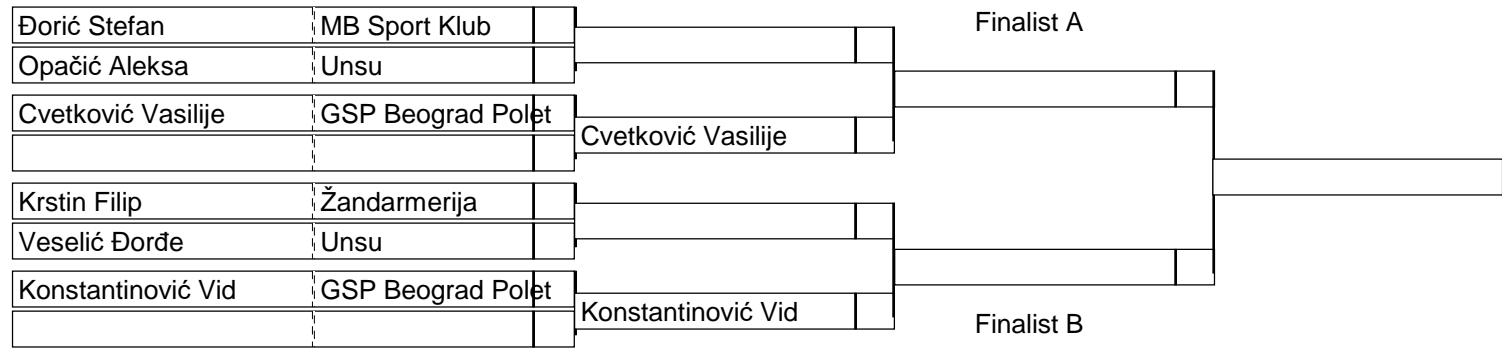 Đorić Stefan MB Sport Klub
Opačić Aleksa Unsu
Cvetković Vasilije GSP Beograd Polet
Cvetković Vasilije
Krstin Filip Žandarmerija
Veselić Đorđe Unsu
Konstantinović Vid GSP Beograd Polet
Konstantinović Vid
Finalist A
Finalist B